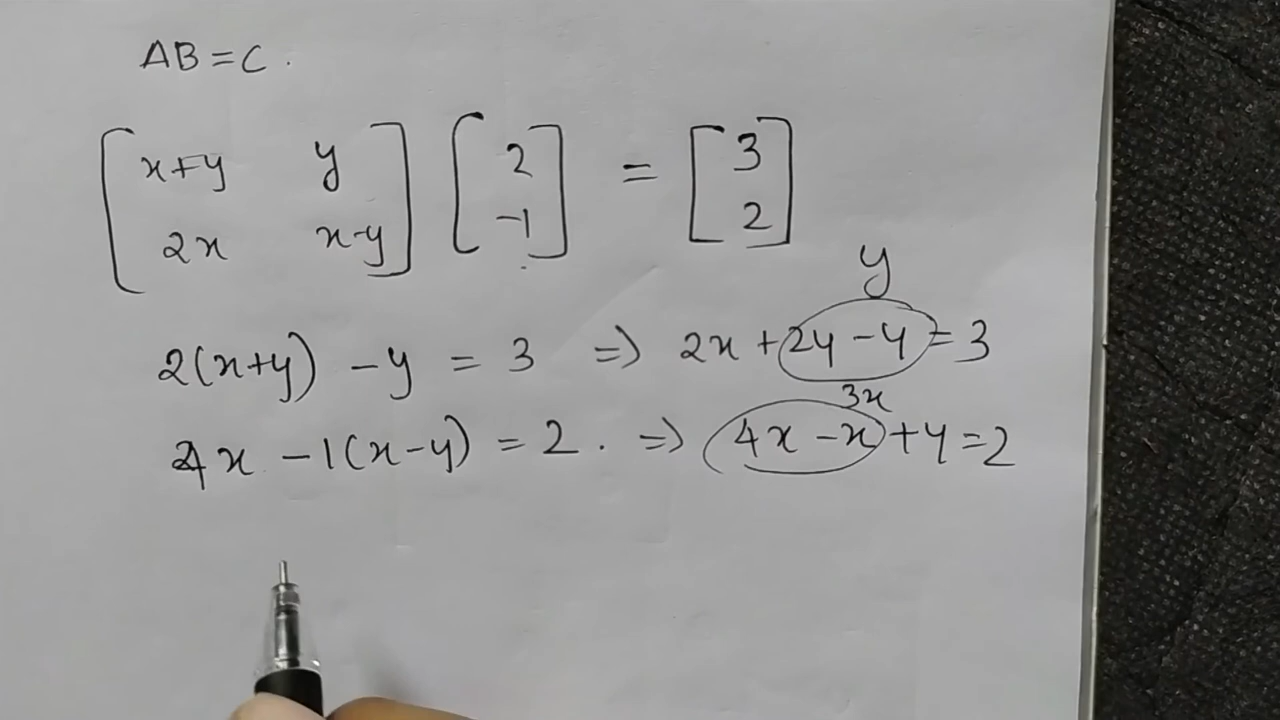 AB = C.
[ x+y y ] [ 2 ] = [ 3 ]
[ 2x x-y ] [ -1 ] [ 2 ]
y
2(x+y) - y = 3 ⇒ 2x + 2y - y = 3
3x
4x - 1(x-y) = 2. ⇒ 4x - x + y = 2